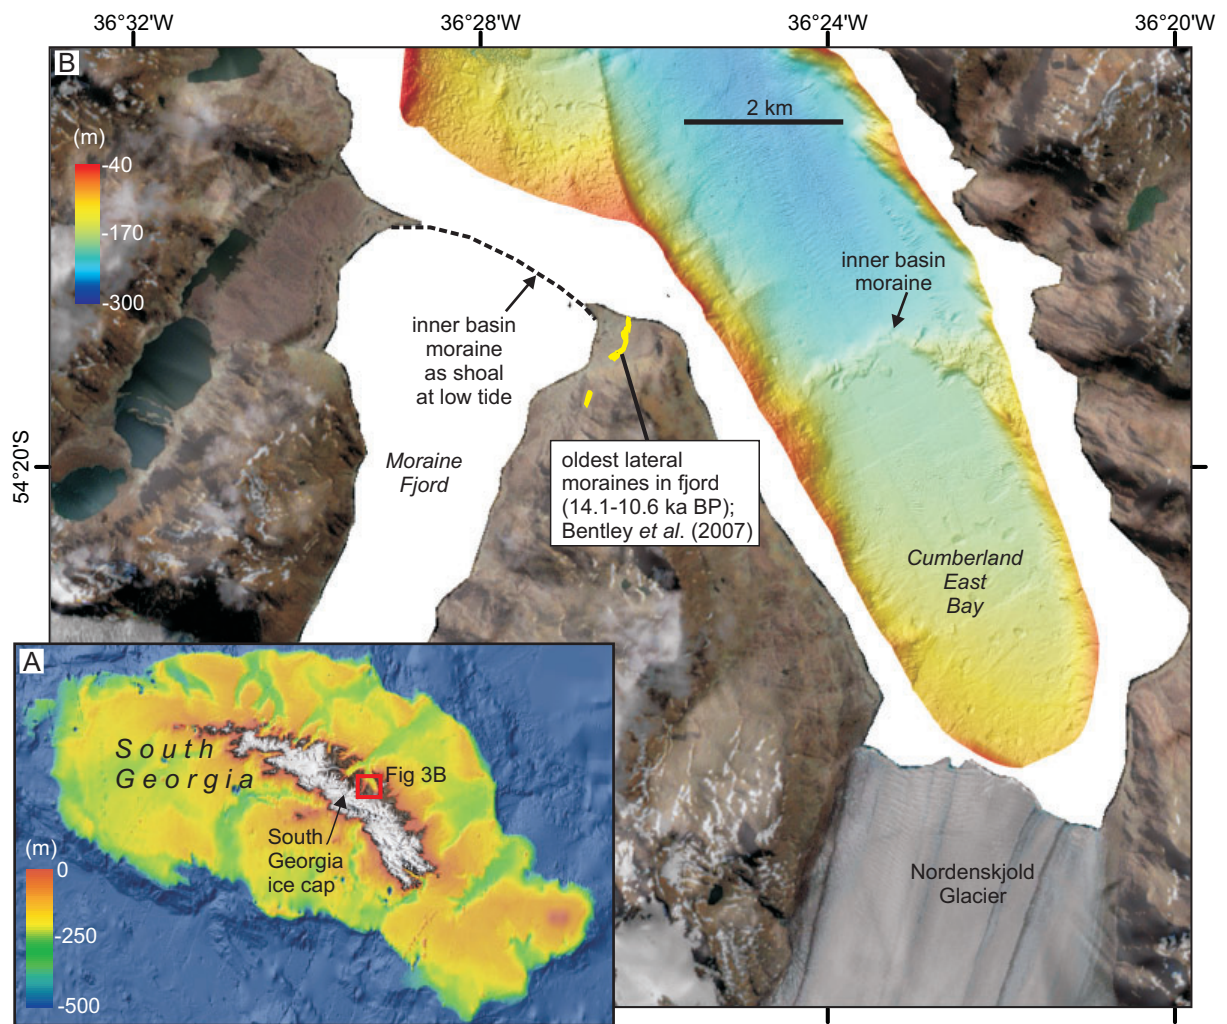 36°32'W
36°28'W
36°24'W
36°20'W
B
(m)
-40
-170
-300
2 km
inner basin
moraine
inner basin
moraine
as shoal
at low tide
54°20'S
Moraine
Fjord
oldest lateral
moraines in fjord
(14.1-10.6 ka BP);
Bentley et al. (2007)
Cumberland
East
Bay
Nordenskjold
Glacier
A
South
Georgia
Fig 3B
South
Georgia
ice cap
(m)
0
-250
-500